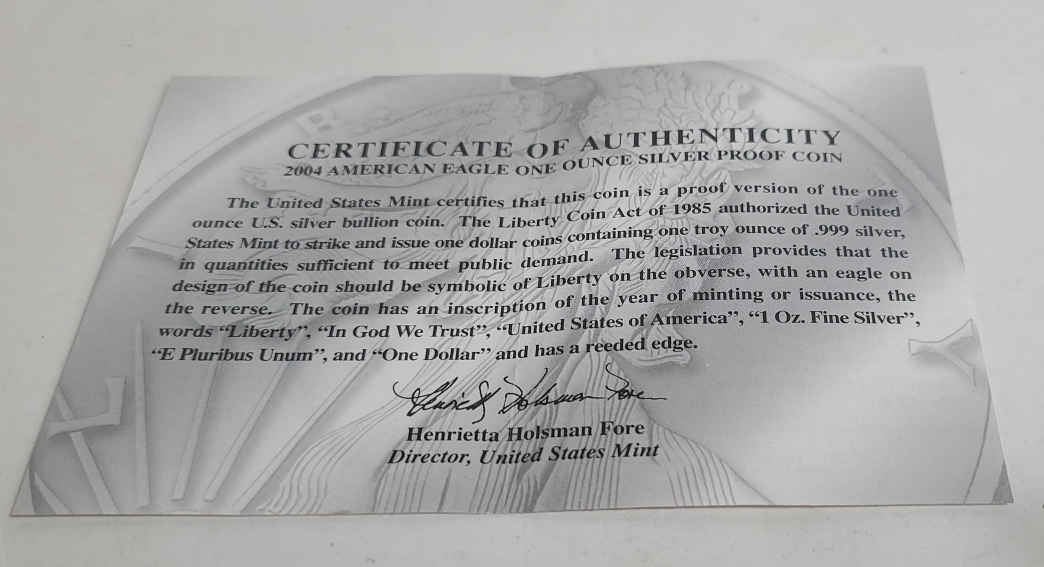 CERTIFICATE OF AUTHENTICITY
2004 AMERICAN EAGLE ONE OUNCE SILVER PROOF COIN
The United States Mint certifies that this coin is a proof version of the one
ounce U.S. silver bullion coin. The Liberty Coin Act of 1985 authorized the United
States Mint to strike and issue one dollar coins containing one troy ounce of .999 silver,
in quantities sufficient to meet public demand. The legislation provides that the
design of the coin should be symbolic of Liberty on the obverse, with an eagle on
the reverse. The coin has an inscription of the year of minting or issuance, the
words “Liberty”, “In God We Trust”, “United States of America”, “1 Oz. Fine Silver”,
“E Pluribus Unum”, and “One Dollar” and has a reeded edge.
Henrietta Holsman Fore
Henrietta Holsman Fore
Director, United States Mint